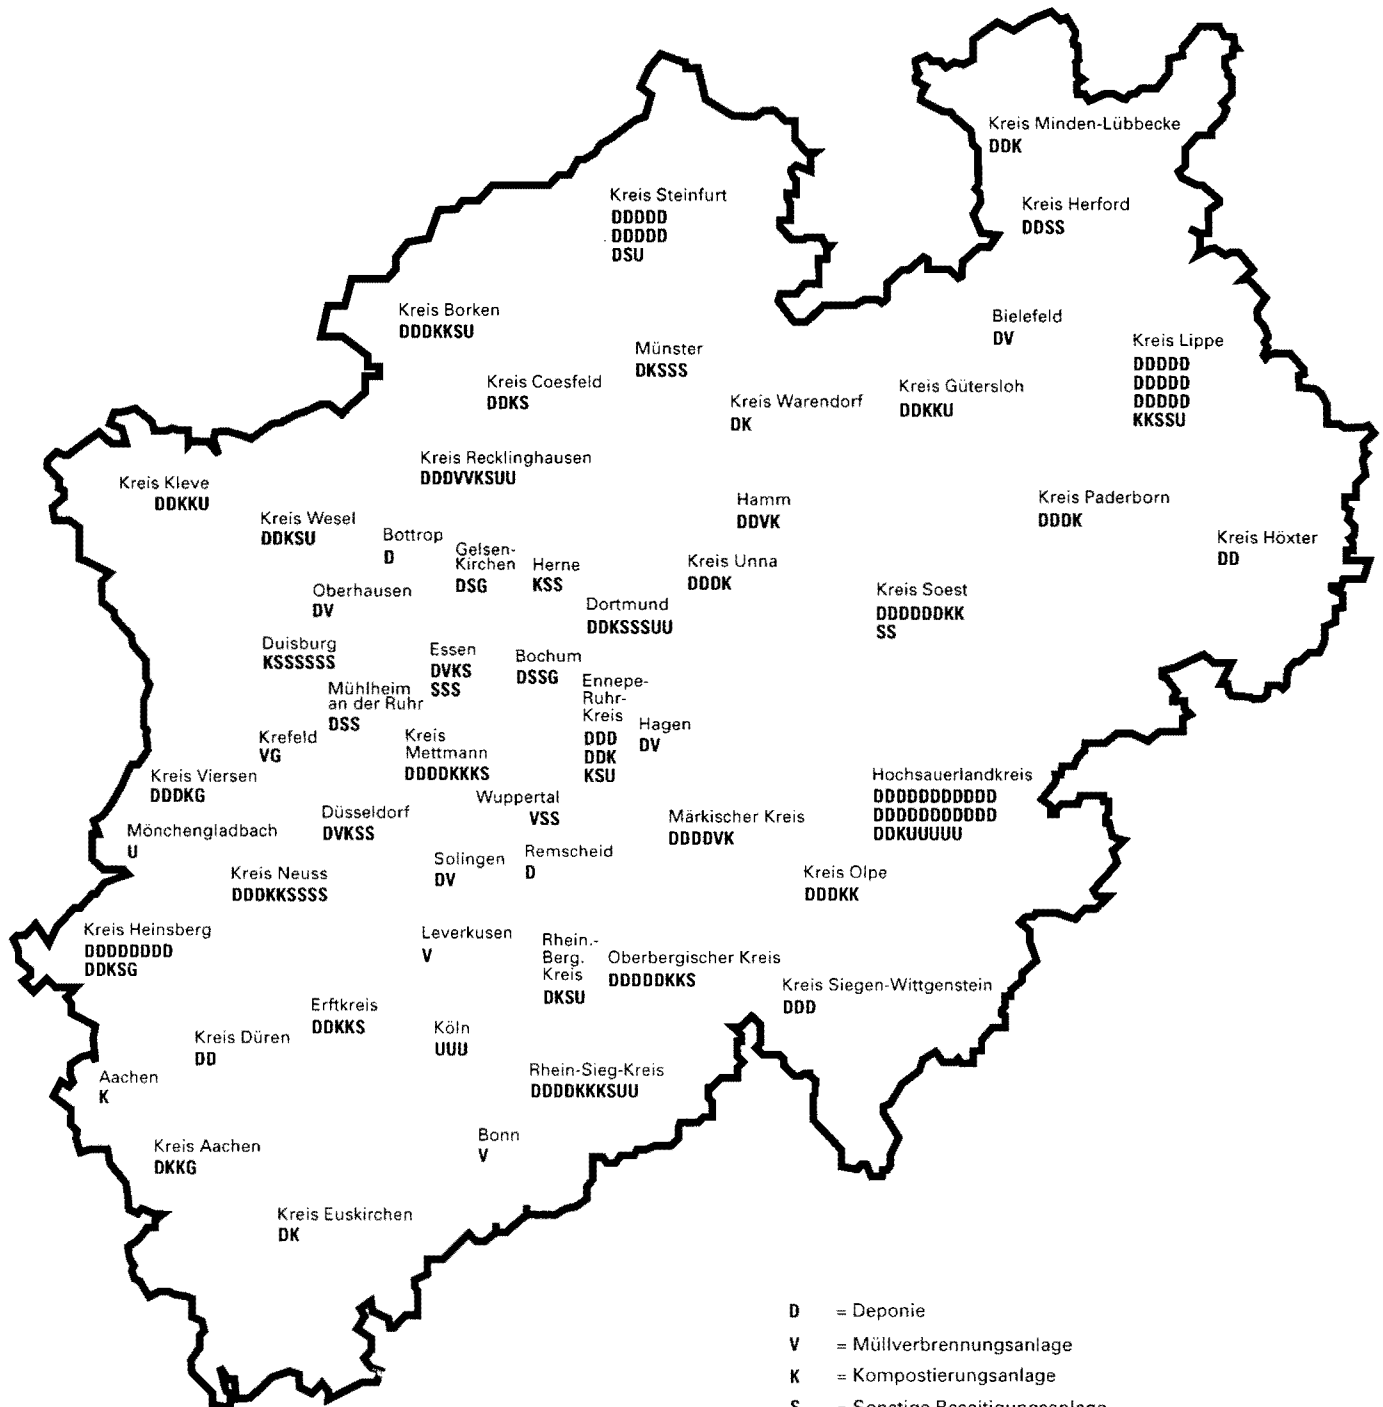 Kreis Minden-Lübbecke
DDK
Kreis Steinfurt
DDDDD
DDDDD
DSU
Kreis Herford
DDSS
Kreis Borken
DDDKKSU
Bielefeld
DV
Münster
DKSSS
Kreis Lippe
DDDDD
DDDDD
DDDDD
KKSSU
Kreis Coesfeld
DDKS
Kreis Gütersloh
DDKKU
Kreis Warendorf
DK
Kreis Recklinghausen
DDDVVKSUU
Kreis Kleve
DDKKU
Hamm
DDVK
Kreis Paderborn
DDDK
Kreis Wesel
DDKSU
Bottrop
D
Kreis Höxter
DD
Gelsen-
Kirchen
DSG
Herne
KSS
Kreis Unna
DDDK
Oberhausen
DV
Kreis Soest
DDDDDDKK
SS
Dortmund
DDKSSSUU
Duisburg
KSSSSSS
Essen
DVKS
SSS
Bochum
DSSG
Mühlheim
an der Ruhr
DSS
Ennepe-
Ruhr-
Kreis
DDD
DDK
KSU
Hagen
DV
Krefeld
VG
Kreis
Mettmann
DDDDKKKS
Kreis Viersen
DDDKG
Hochsauerlandkreis
DDDDDDDDDDD
DDDDDDDDDDD
DDKUUUUU
Wuppertal
VSS
Düsseldorf
DVKSS
Märkischer Kreis
DDDDVK
Mönchengladbach
U
Solingen
DV
Remscheid
D
Kreis Neuss
DDDKKSSSS
Kreis Olpe
DDDKK
Kreis Heinsberg
DDDDDDDD
DDKSG
Leverkusen
V
Rhein.-
Berg.
Kreis
DKSU
Oberbergischer Kreis
DDDDDKKS
Kreis Siegen-Wittgenstein
DDD
Erftkreis
DDKKS
Köln
UUU
Kreis Düren
DD
Rhein-Sieg-Kreis
DDDDKKKSUU
Aachen
K
Bonn
V
Kreis Aachen
DKKG
Kreis Euskirchen
DK
D = Deponie
V = Müllverbrennungsanlage
K = Kompostierungsanlage
S = Sonstige Beseitigungsanlage